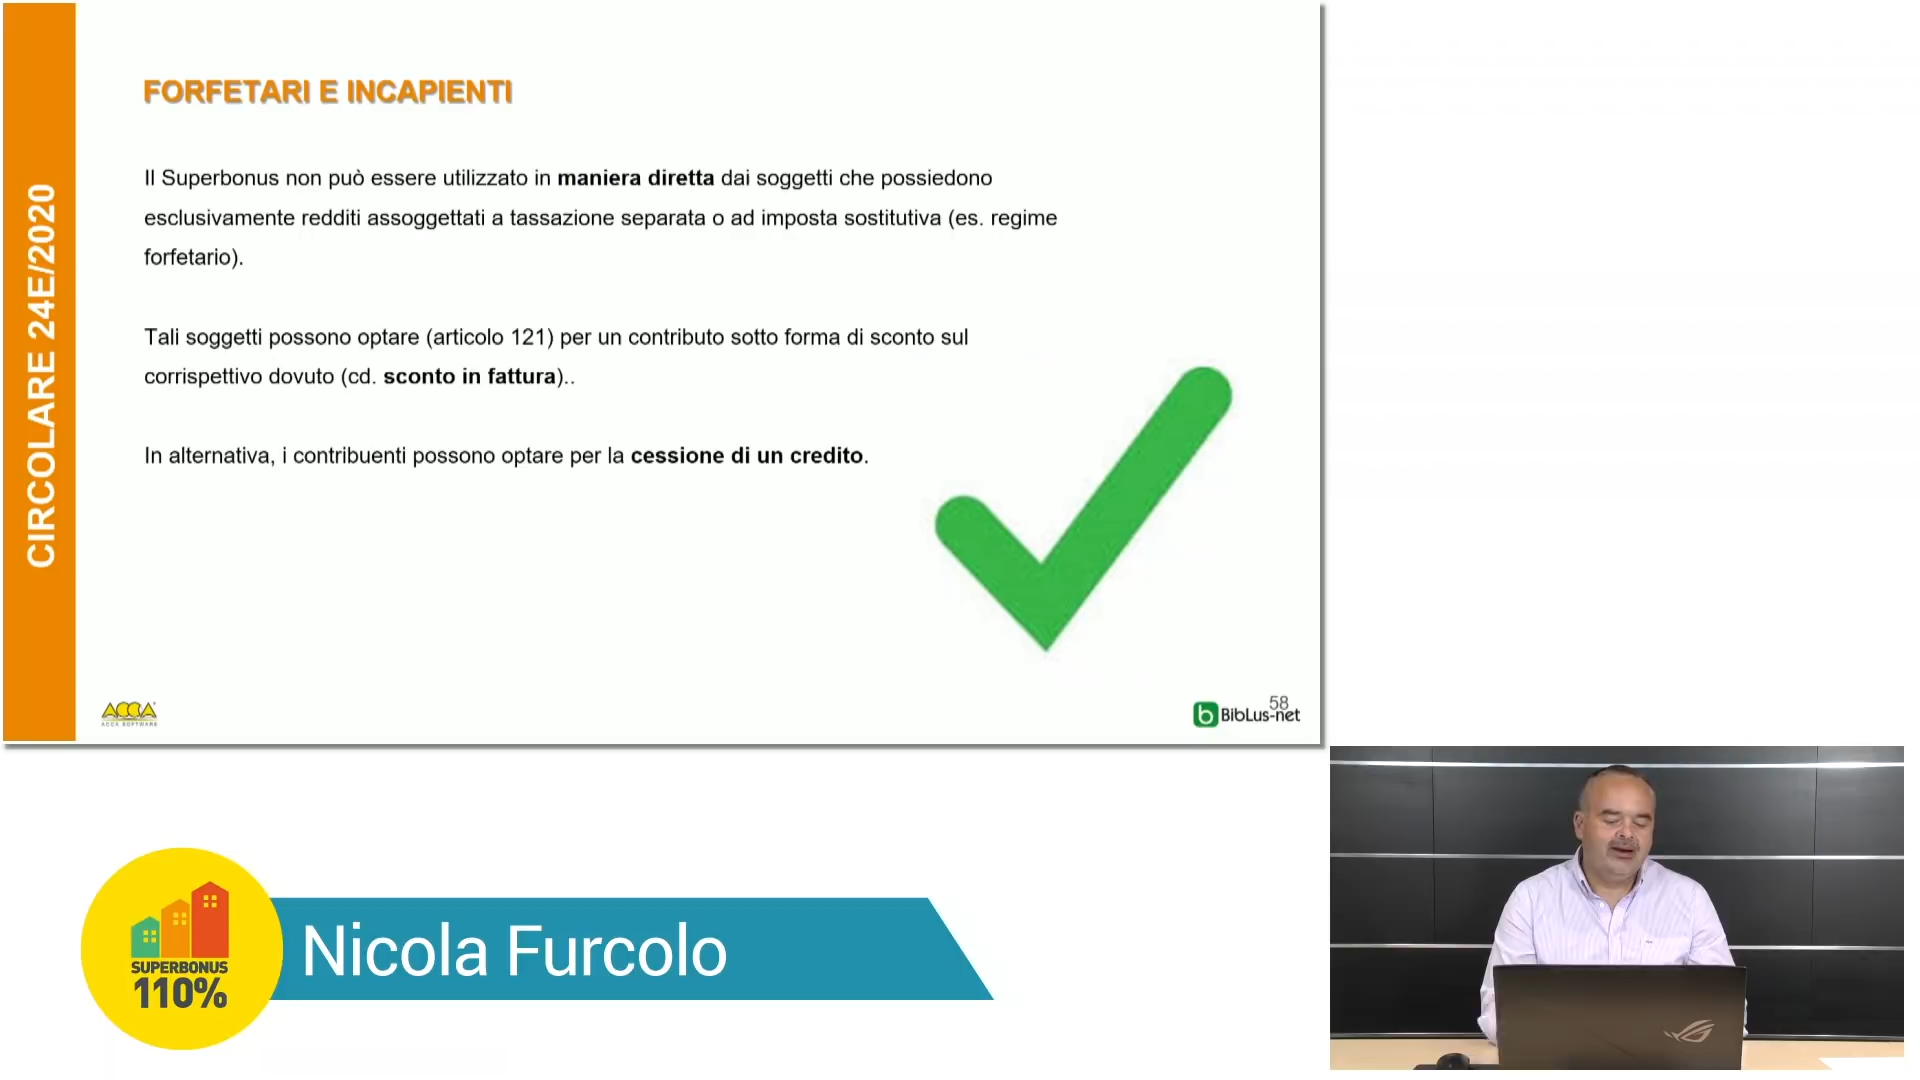 CIRCOLARE 24E/2020
FORFETARI E INCAPIENTI
Il Superbonus non può essere utilizzato in maniera diretta dai soggetti che possiedono
esclusivamente redditi assoggettati a tassazione separata o ad imposta sostitutiva (es. regime
forfetario).
Tali soggetti possono optare (articolo 121) per un contributo sotto forma di sconto sul
corrispettivo dovuto (cd. sconto in fattura)..
In alternativa, i contribuenti possono optare per la cessione di un credito.
ACCA
ACCA SOFTWARE
58
b BibLus-net
SUPERBONUS
110%
Nicola Furcolo